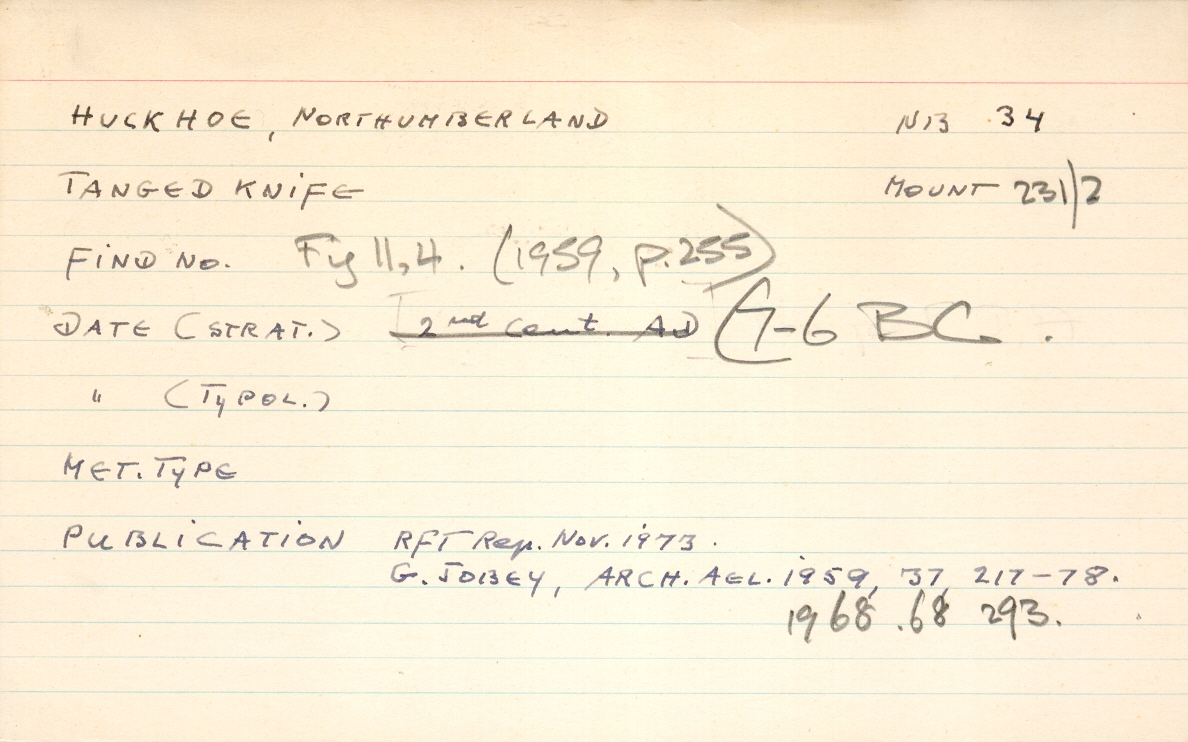 HUCKHOE, NORTHUMBERLAND NB 34
TANGED KNIFE MOUNT 231/2
FIND NO. Fig 11,4. (1959, p.255)
DATE (STRAT.) [2nd Cent. AD] (7-6 BC.
" (TYPOL.)
MET. TYPE
PUBLICATION RFT Rep. Nov. 1973.
G. JOBEY, ARCH. AEL. 1959, 37, 217-78.
1968 .68 293.